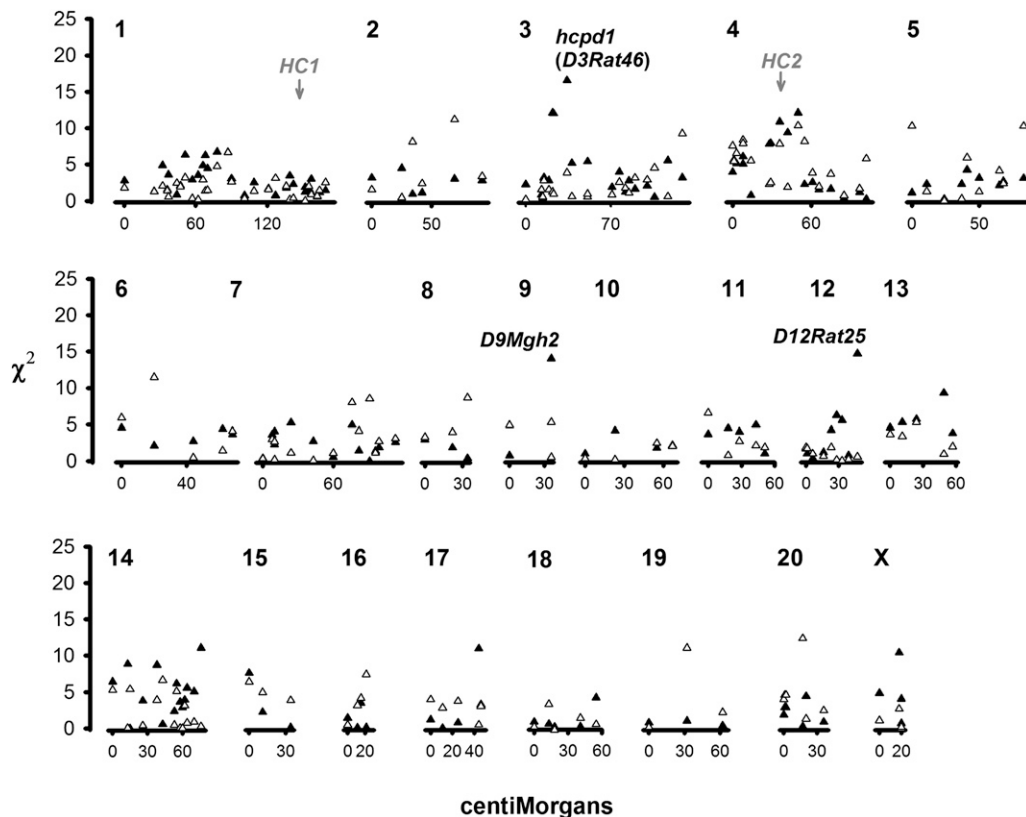 25 1 2 3 hcpd1 4 5
20 (D3Rat46)
HC1 HC2
15
10
5
0
0 60 120 0 50 0 70 0 60 0 50
25 6 7 8 9 10 11 12 13
20
15 D9Mgh2 D12Rat25
χ2
10
5
0
0 40 0 60 0 30 0 30 0 30 60 0 30 60 0 30 0 30 60
25 14 15 16 17 18 19 20 X
20
15
10
5
0
0 30 60 0 30 0 20 0 20 40 0 30 60 0 30 60 0 30 0 20
centiMorgans